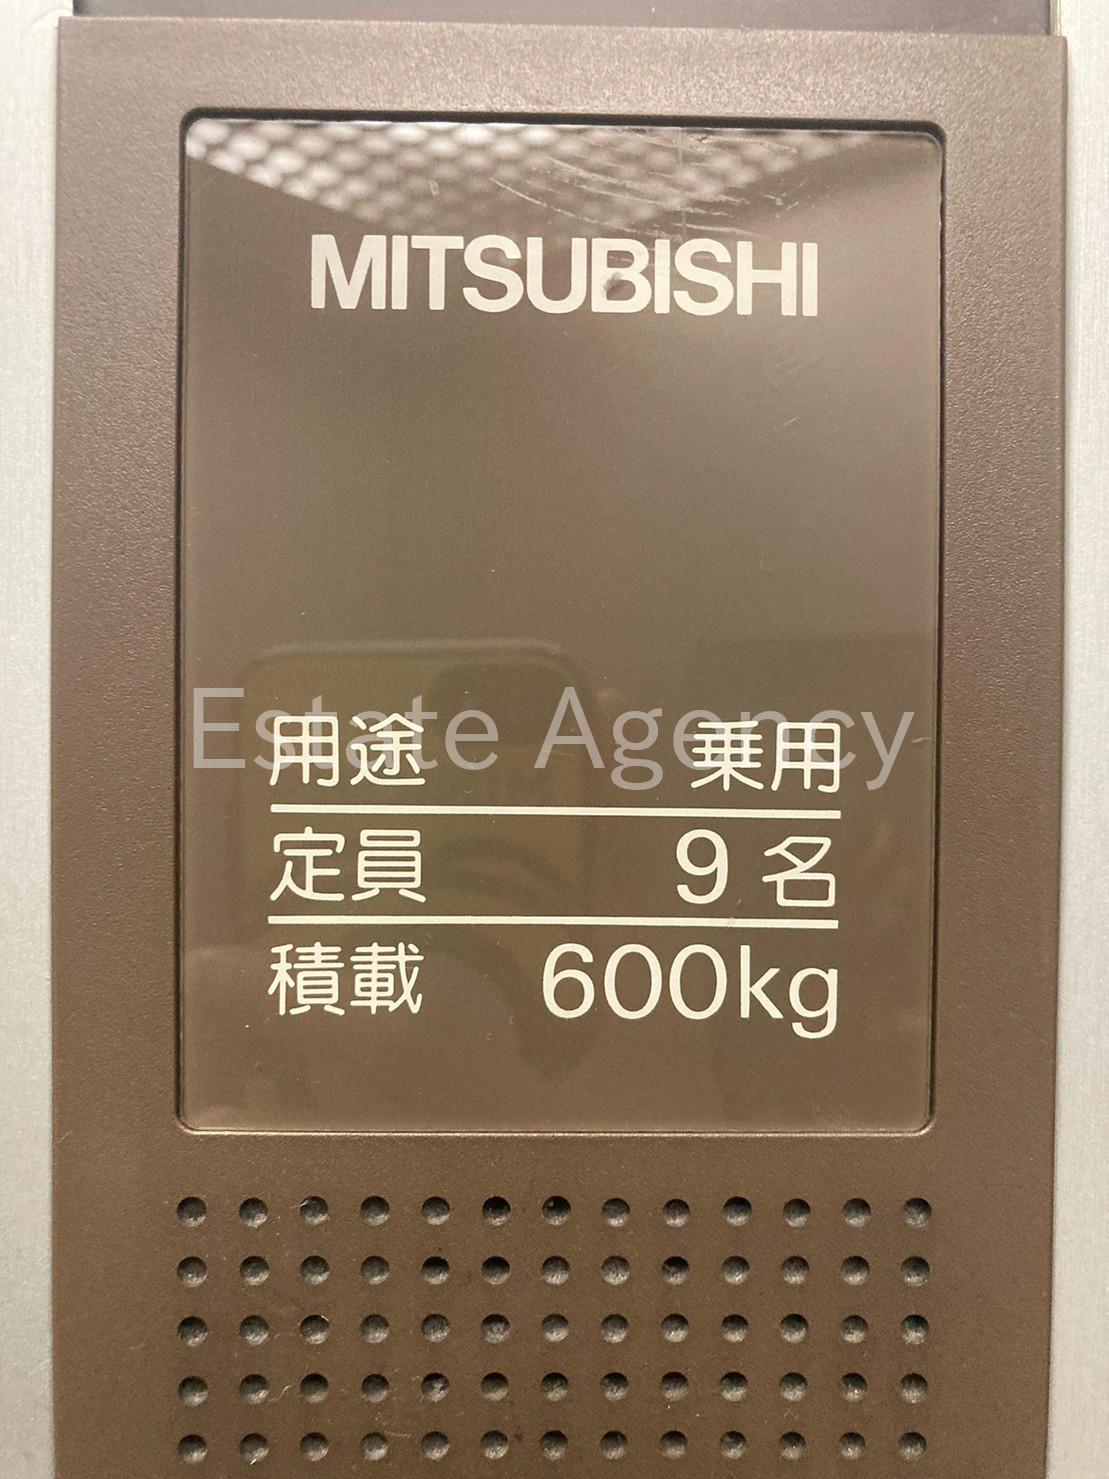 MITSUBISHI
用途 乗用
Estate Agency
定員 9名
積載 600kg